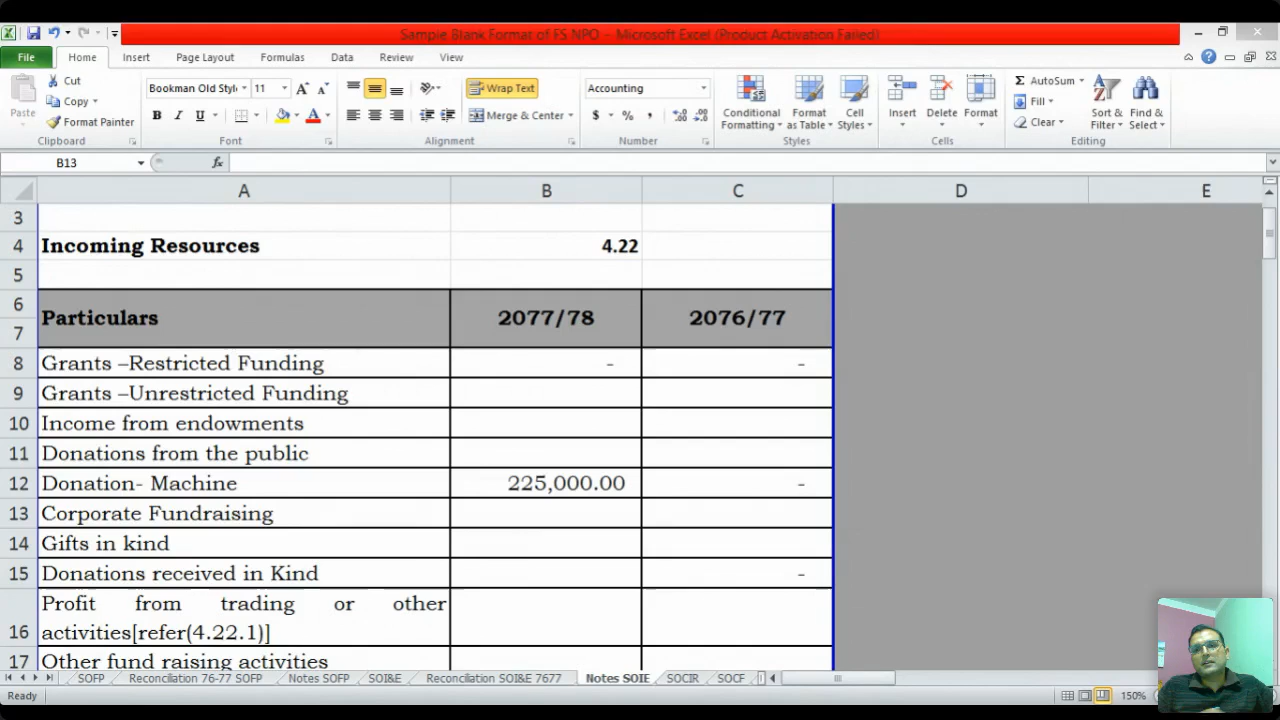 Sample Blank Format of FS NPO – Microsoft Excel (Product Activation Failed)
File Home Insert Page Layout Formulas Data Review View
Paste
Cut
Copy
Format Painter
Clipboard
Bookman Old Styl 11
B I U
Font
Wrap Text
Merge & Center
Alignment
Accounting
$ % ,
Number
Conditional Formatting
Format as Table
Cell Styles
Styles
Insert
Delete
Format
Cells
Σ AutoSum
Fill
Clear
Sort & Filter
Find & Select
Editing
B13 fx
A B C D E
3
4 Incoming Resources 4.22
5
6
Particulars 2077/78 2076/77
7
8 Grants –Restricted Funding - -
9 Grants –Unrestricted Funding
10 Income from endowments
11 Donations from the public
12 Donation- Machine 225,000.00 -
13 Corporate Fundraising
14 Gifts in kind
15 Donations received in Kind -
Profit from trading or other
16 activities[refer(4.22.1)]
17 Other fund raising activities
SOFP Reconciliation 76-77 SOFP Notes SOFP SOI&E Reconciliation SOI&E 7677 Notes SOIE SOCIR SOCF
Ready 150%